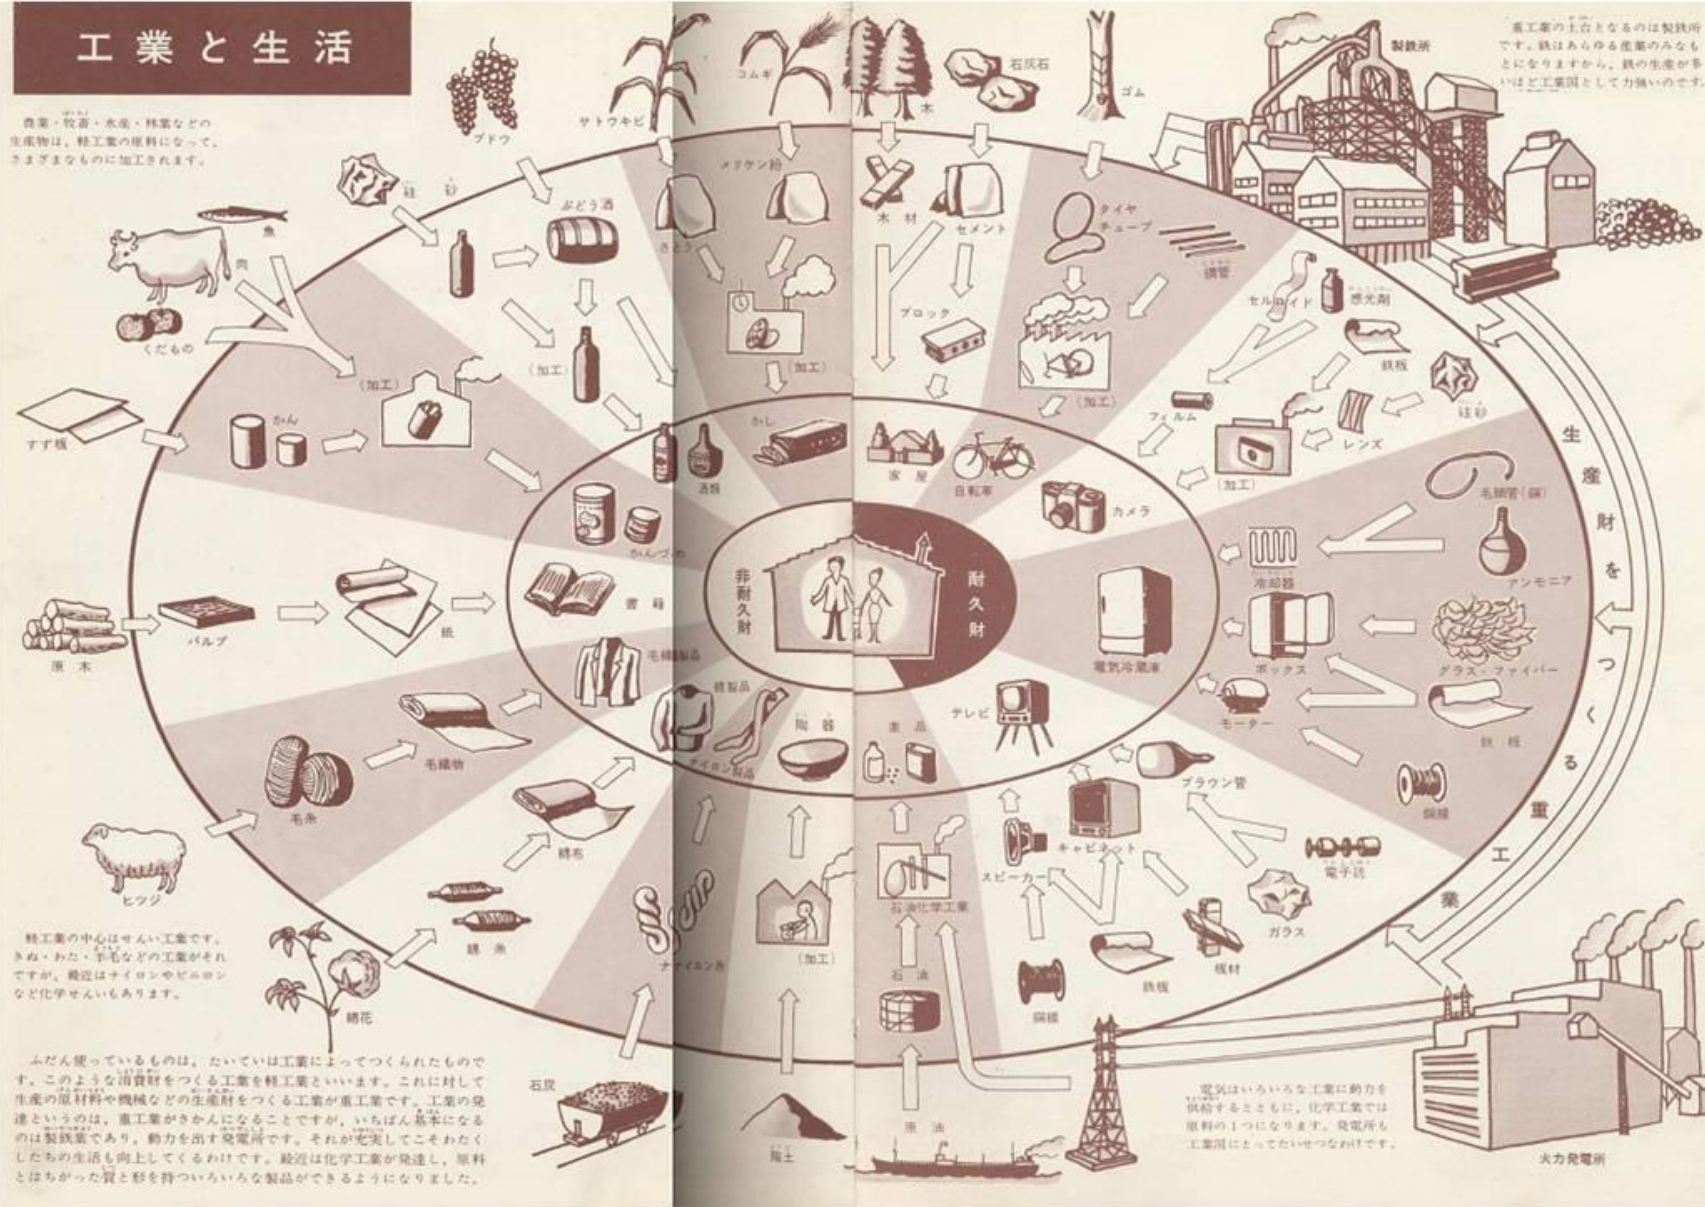 工業と生活
農業・牧畜・水産・林業などの
生産物は，軽工業の原料になって，
さまざまなものに加工されます。
重工業の土台となるのは製鉄所
です。鉄はあらゆる産業のみなも
とになりますから，鉄の生産が多
いほど工業国として力強いのです。
製鉄所
ブドウ
サトウキビ
コムギ
木
石灰石
ゴム
硅砂
魚
肉
くだもの
すず板
原木
ヒツジ
綿花
石炭
陶土
原油
ぶどう酒
さとう
メリケン粉
木材
セメント
タイヤ
チューブ
鋼管
セルロイド
感光剤
鉄板
硅砂
ブロック
(加工)
(加工)
(加工)
(加工)
フィルム
レンズ
(加工)
かん
かし
酒類
家屋
自転車
カメラ
毛細管(銅)
アンモニア
冷却器
かんづめ
非耐久財
耐久財
書籍
パルプ
紙
電気冷蔵庫
ボックス
グラス・ファイバー
モーター
鉄板
銅線
毛織製品
綿製品
ナイロン製品
陶器
薬品
テレビ
毛織物
毛糸
綿布
綿糸
ナイロン糸
(加工)
石油化学工業
石油
ブラウン管
キャビネット
スピーカー
電子銃
ガラス
板材
鉄板
銅線
生産財をつくる重工業
軽工業の中心はせんい工業です。
きぬ・わた・羊毛などの工業がそれ
ですが，最近はナイロンやビニロン
など化学せんいもあります。
ふだん使っているものは，たいていは工業によってつくられたもので
す。このような消費財をつくる工業を軽工業といいます。これに対して
生産の原材料や機械などの生産財をつくる工業が重工業です。工業の発
達というのは，重工業がさかんになることですが，いちばん基本になる
のは製鉄業であり，動力を出す発電所です。それが充実してこそわたく
したちの生活も向上してくるわけです。最近は化学工業が発達し，原料
とはちがった質と形を持ついろいろな製品ができるようになりました。
電気はいろいろな工業に動力を
供給するとともに，化学工業では
原料の1つになります。発電所も
工業国にとってたいせつなわけです。
火力発電所